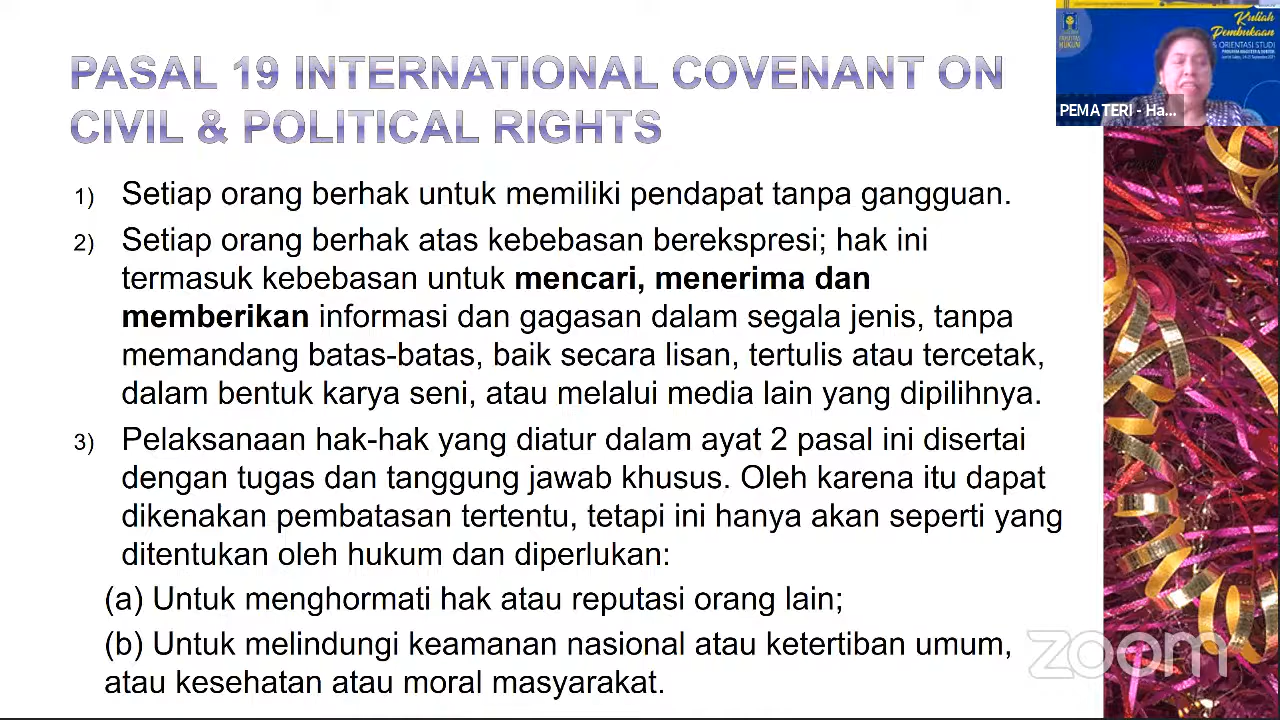 PASAL 19 INTERNATIONAL COVENANT ON
CIVIL & POLITICAL RIGHTS
1) Setiap orang berhak untuk memiliki pendapat tanpa gangguan.
2) Setiap orang berhak atas kebebasan berekspresi; hak ini
termasuk kebebasan untuk mencari, menerima dan
memberikan informasi dan gagasan dalam segala jenis, tanpa
memandang batas-batas, baik secara lisan, tertulis atau tercetak,
dalam bentuk karya seni, atau melalui media lain yang dipilihnya.
3) Pelaksanaan hak-hak yang diatur dalam ayat 2 pasal ini disertai
dengan tugas dan tanggung jawab khusus. Oleh karena itu dapat
dikenakan pembatasan tertentu, tetapi ini hanya akan seperti yang
ditentukan oleh hukum dan diperlukan:
(a) Untuk menghormati hak atau reputasi orang lain;
(b) Untuk melindungi keamanan nasional atau ketertiban umum,
atau kesehatan atau moral masyarakat.
Kuliah
Pembukaan
& ORIENTASI STUDI
HUKUM
PEMATERI - Ha...
zoom